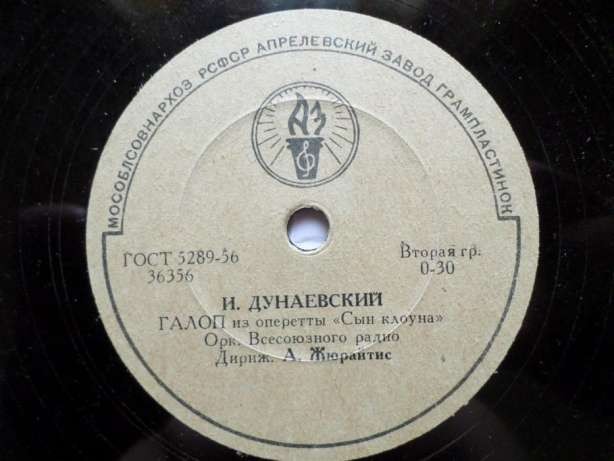 МОСОБЛСОВНАРХОЗ РСФСР АПРЕЛЕВСКИЙ ЗАВОД ГРАМПЛАСТИНОК
АЗ
ГОСТ 5289-56
36356
Вторая гр.
0-30
И. ДУНАЕВСКИЙ
ГАЛОП из оперетты «Сын клоуна»
Орк. Всесоюзного радио
Дириж. А. Жюрайтис